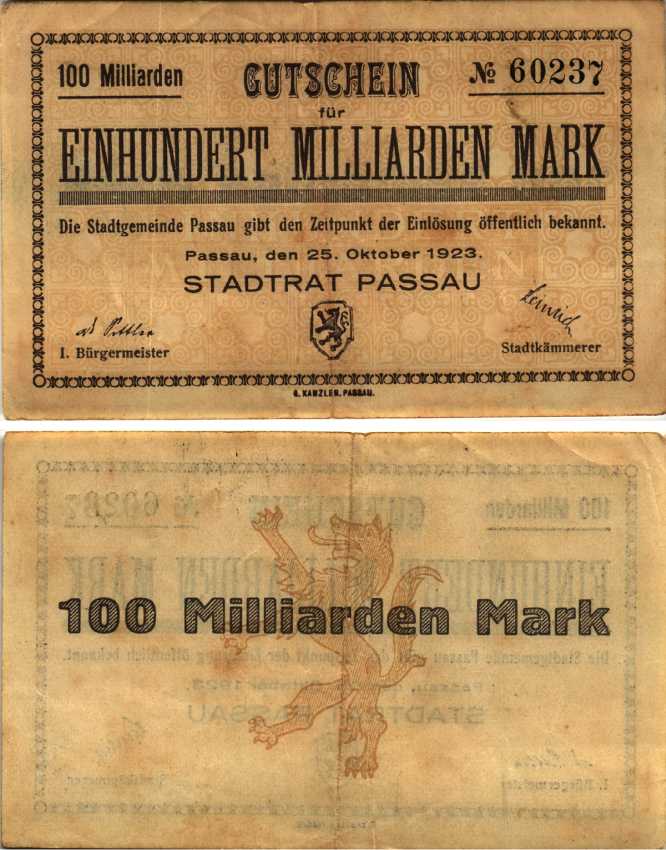 100 Milliarden GUTSCHEIN № 60237
für
EINHUNDERT MILLIARDEN MARK
Die Stadtgemeinde Passau gibt den Zeitpunkt der Einlösung öffentlich bekannt.
Passau, den 25. Oktober 1923.
STADTRAT PASSAU
I. Bürgermeister Stadtkämmerer
G. KANZLER, PASSAU.
100 Milliarden Mark